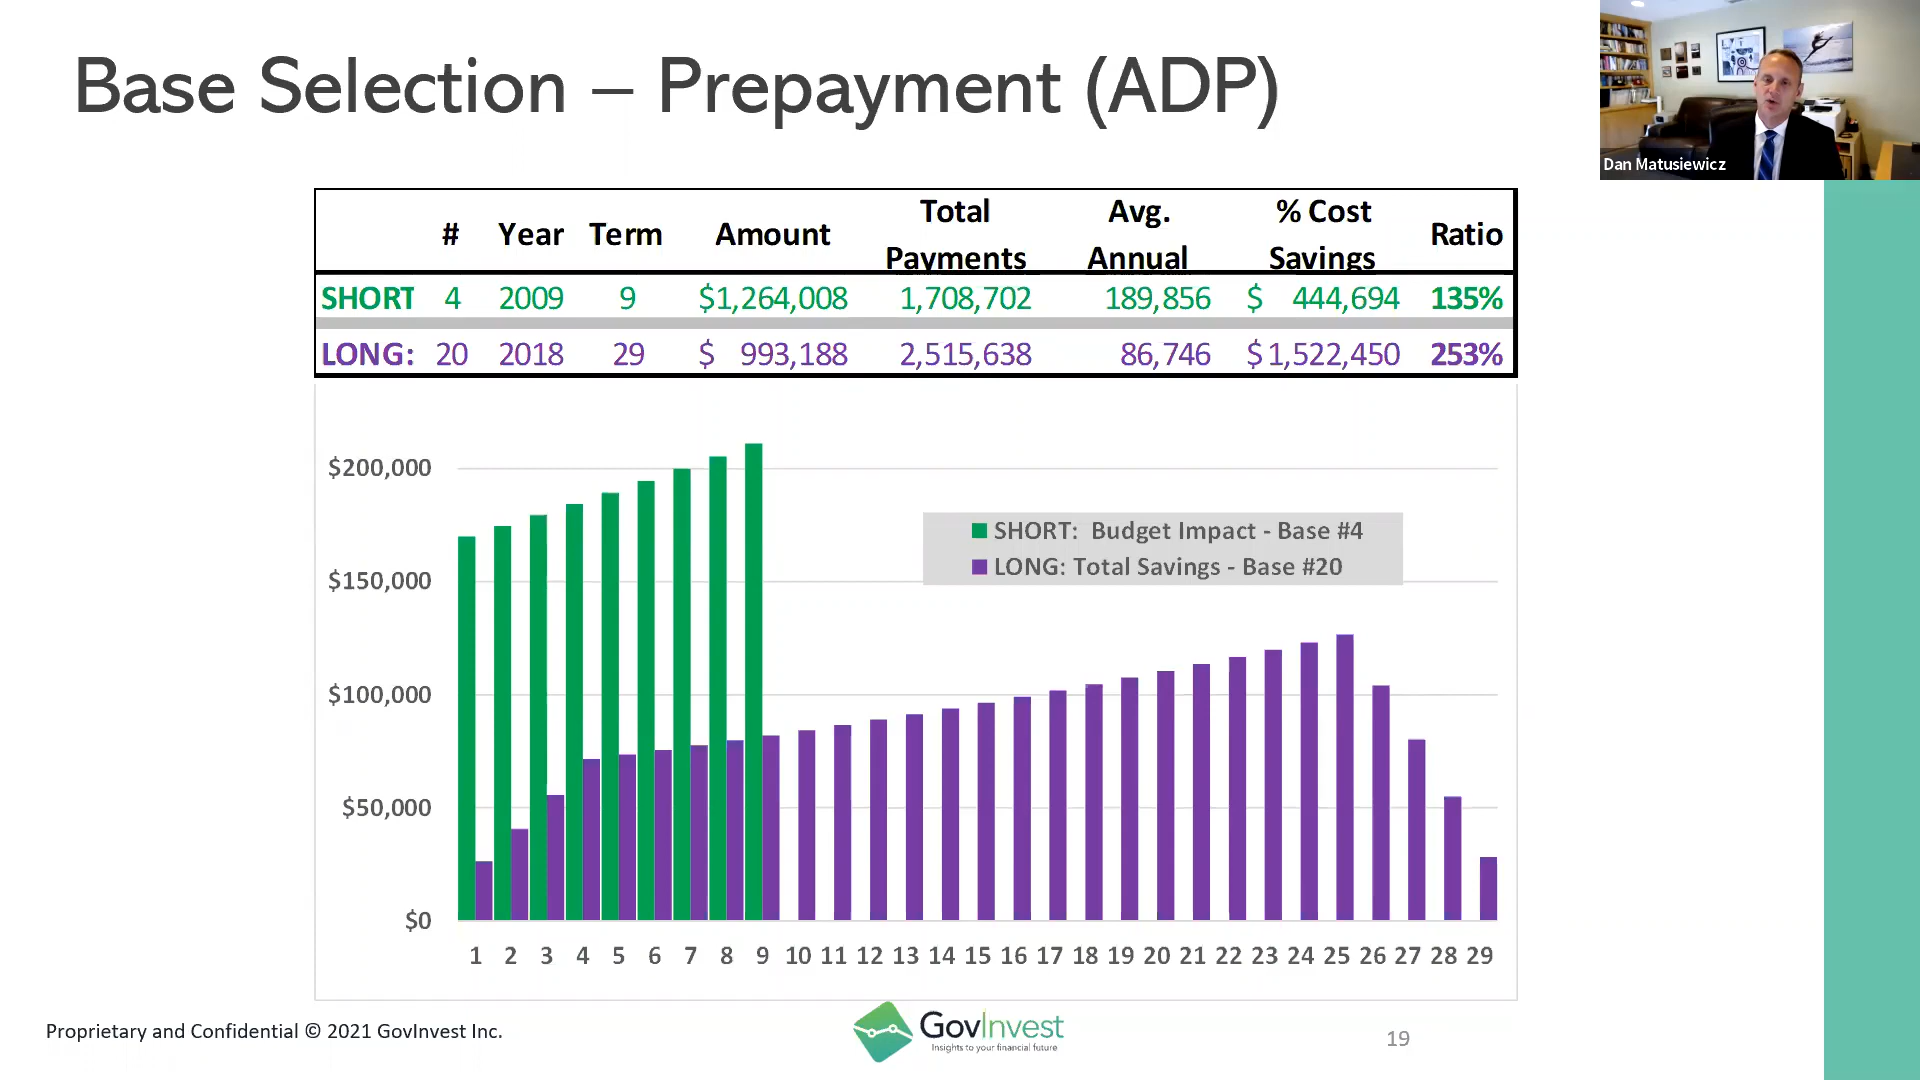 Base Selection – Prepayment (ADP)
Dan Matusiewicz
# Year Term Amount Total Payments Avg. Annual % Cost Savings Ratio
SHORT 4 2009 9 $1,264,008 1,708,702 189,856 $ 444,694 135%
LONG: 20 2018 29 $ 993,188 2,515,638 86,746 $1,522,450 253%
$200,000
$150,000
$100,000
$50,000
$0
SHORT: Budget Impact - Base #4
LONG: Total Savings - Base #20
1 2 3 4 5 6 7 8 9 10 11 12 13 14 15 16 17 18 19 20 21 22 23 24 25 26 27 28 29
Proprietary and Confidential © 2021 GovInvest Inc.
GovInvest
Insights to your financial future
19